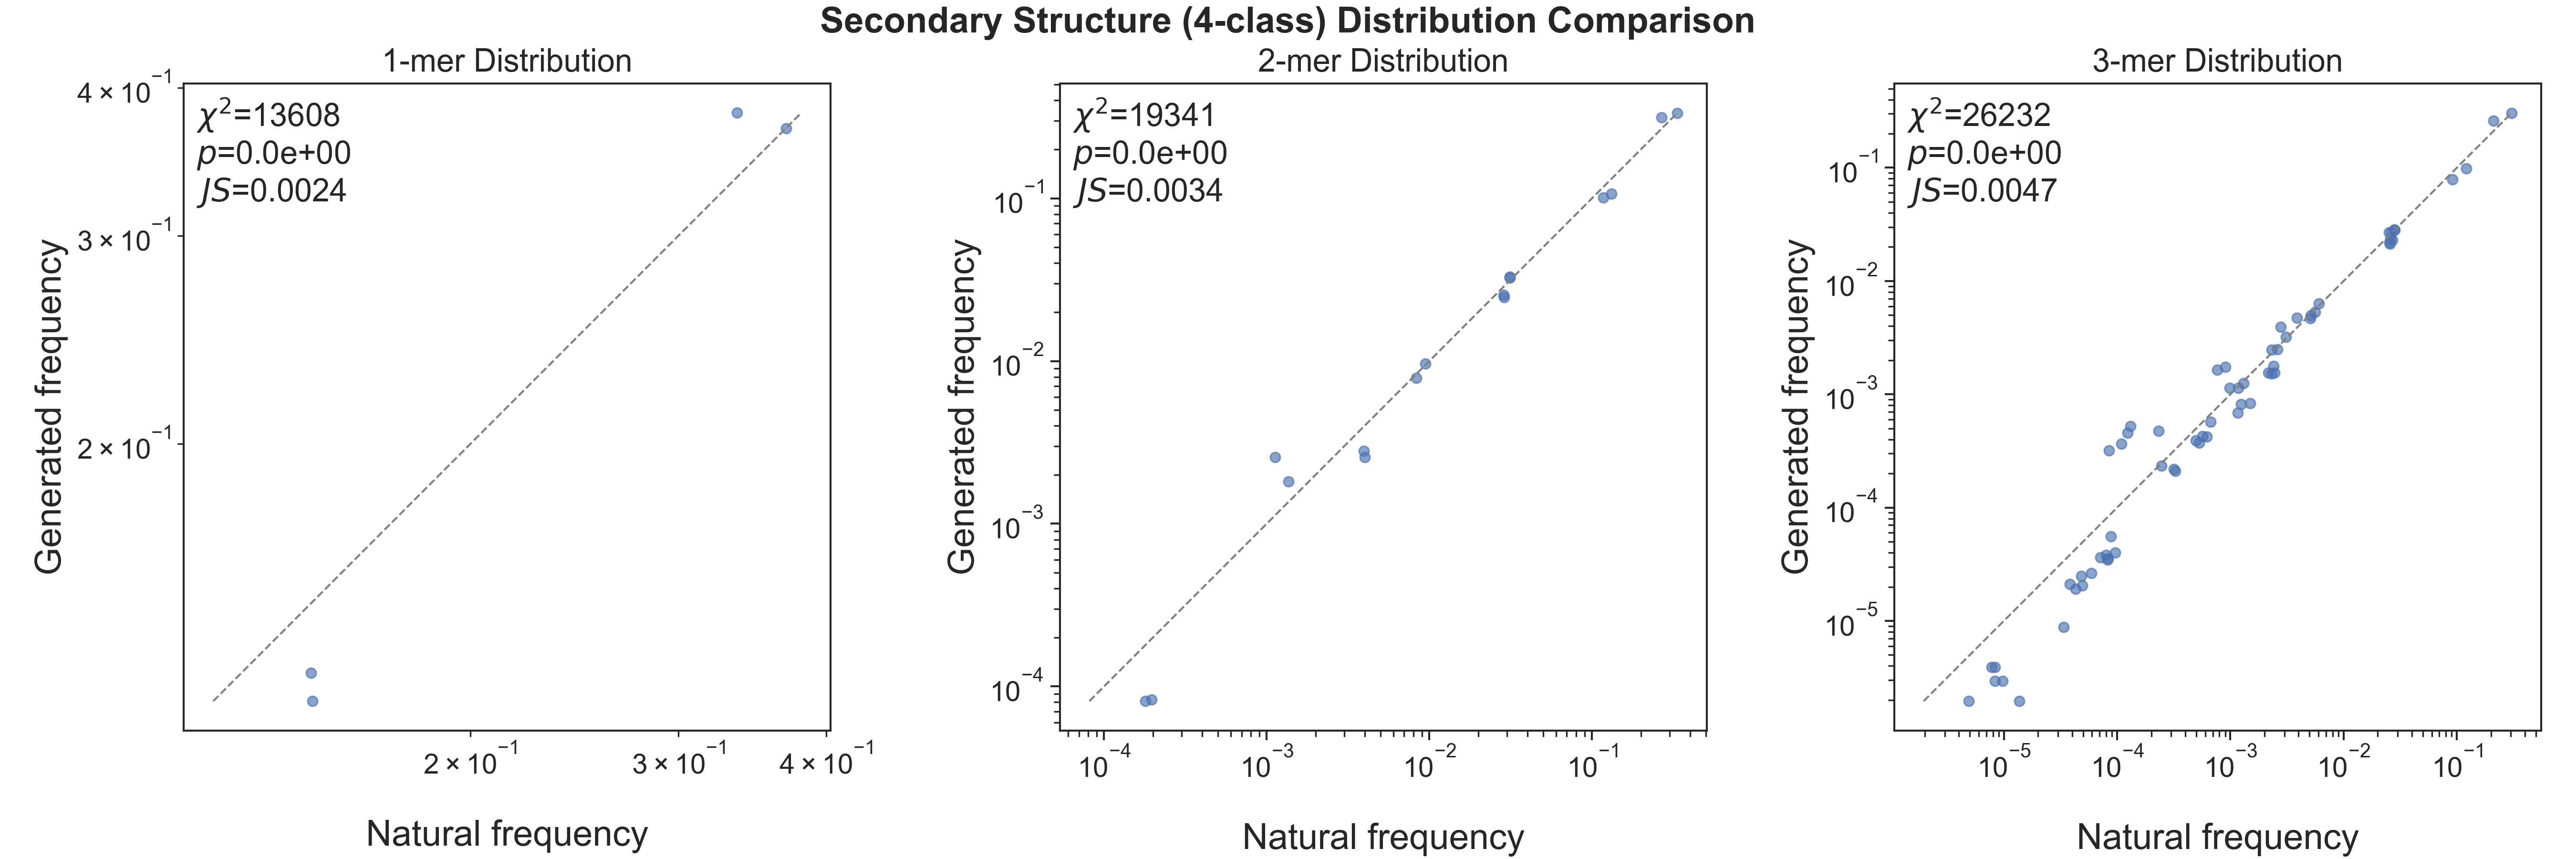 Secondary Structure (4-class) Distribution Comparison
1-mer Distribution
χ²=13608
p=0.0e+00
JS=0.0024
4 × 10⁻¹
3 × 10⁻¹
2 × 10⁻¹
Generated frequency
2 × 10⁻¹ 3 × 10⁻¹ 4 × 10⁻¹
Natural frequency
2-mer Distribution
χ²=19341
p=0.0e+00
JS=0.0034
10⁻¹
10⁻²
10⁻³
10⁻⁴
Generated frequency
10⁻⁴ 10⁻³ 10⁻² 10⁻¹
Natural frequency
3-mer Distribution
χ²=26232
p=0.0e+00
JS=0.0047
10⁻¹
10⁻²
10⁻³
10⁻⁴
10⁻⁵
Generated frequency
10⁻⁵ 10⁻⁴ 10⁻³ 10⁻² 10⁻¹
Natural frequency